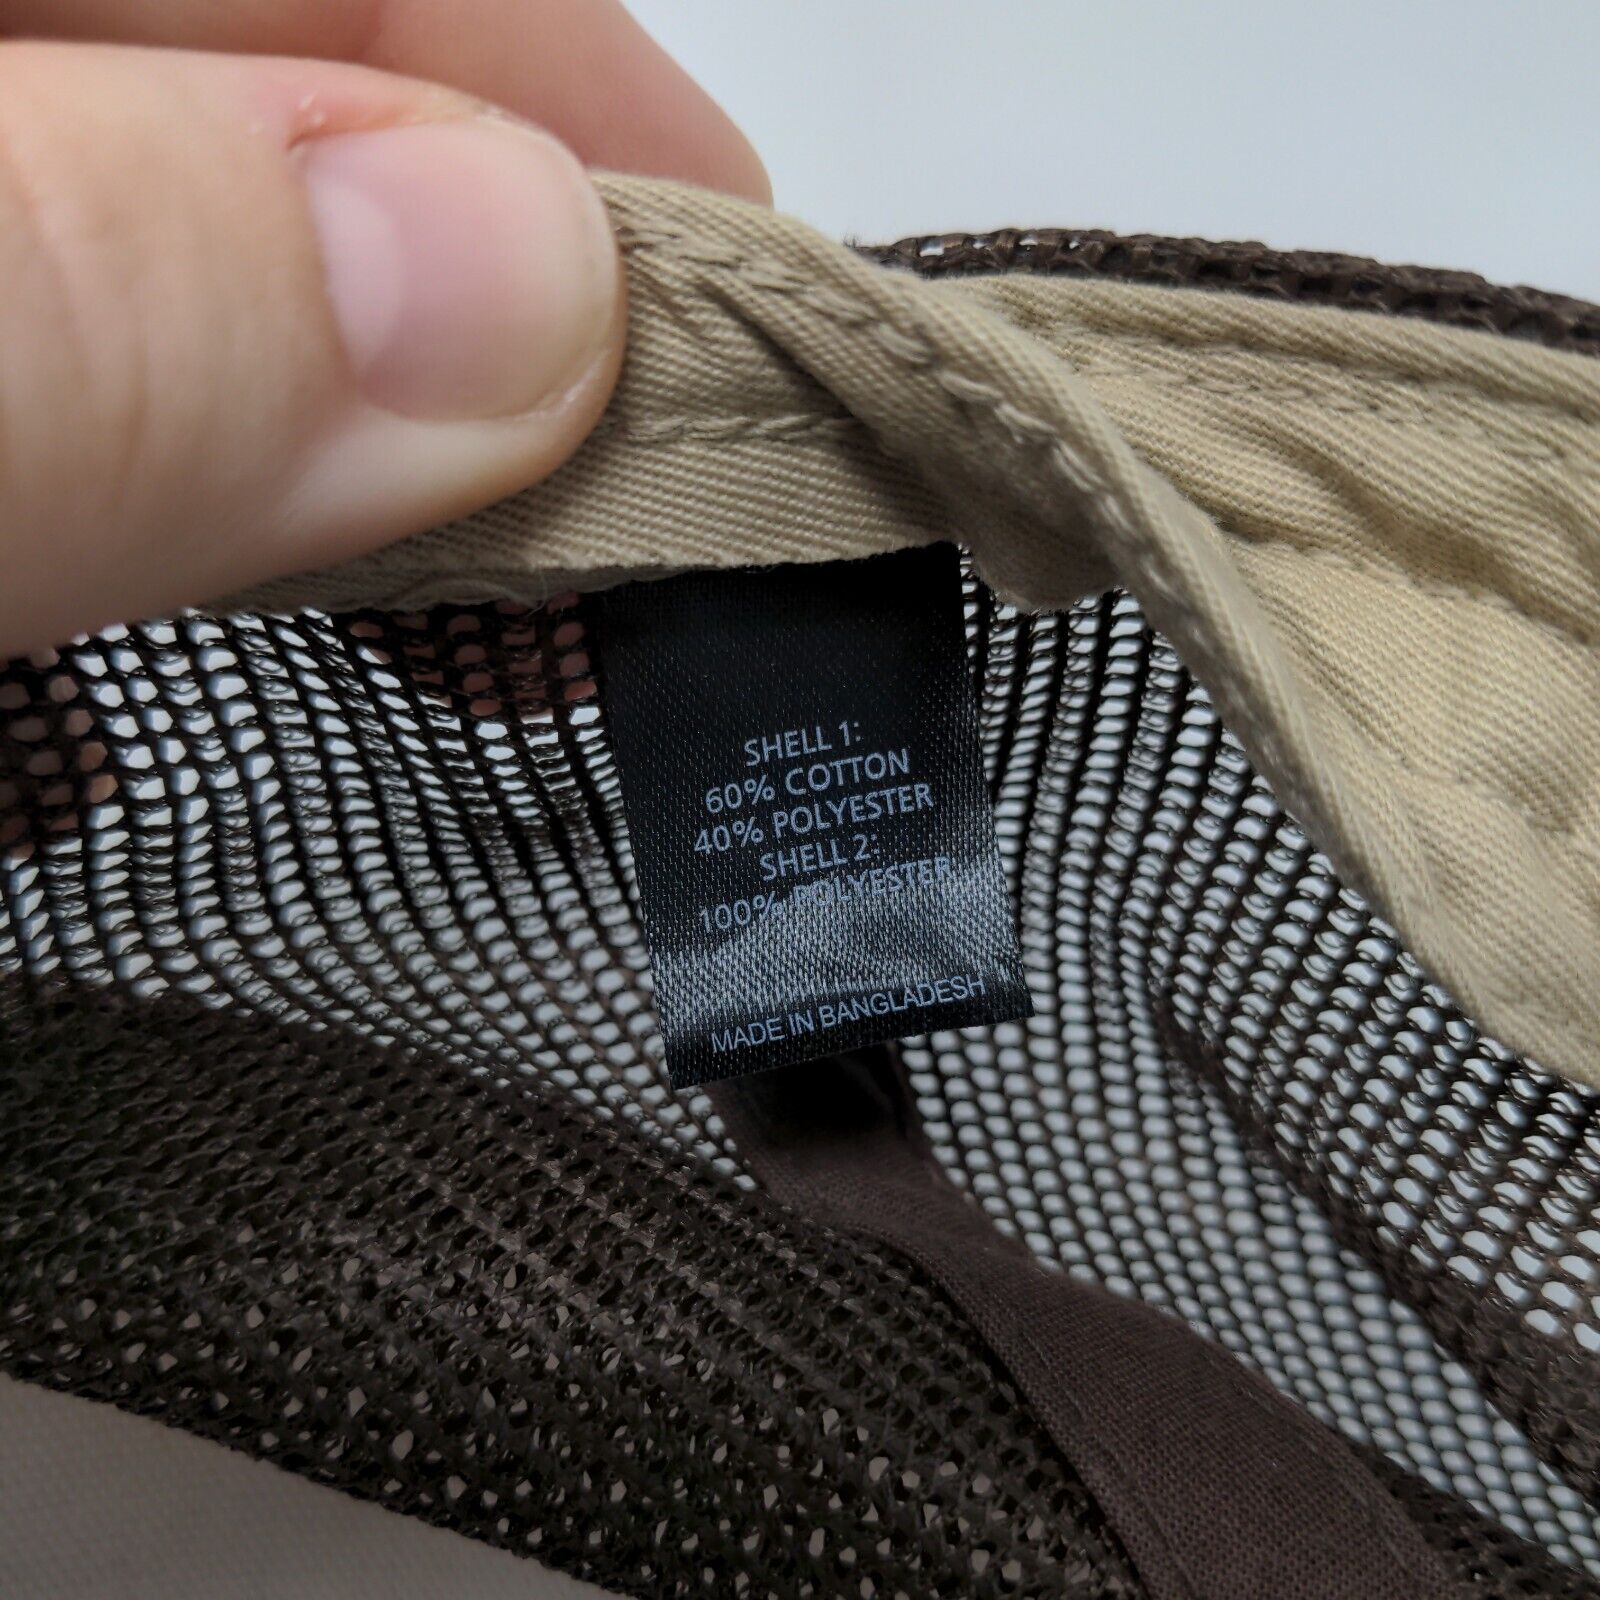 SHELL 1:
60% COTTON
40% POLYESTER
SHELL 2:
100% POLYESTER
MADE IN BANGLADESH